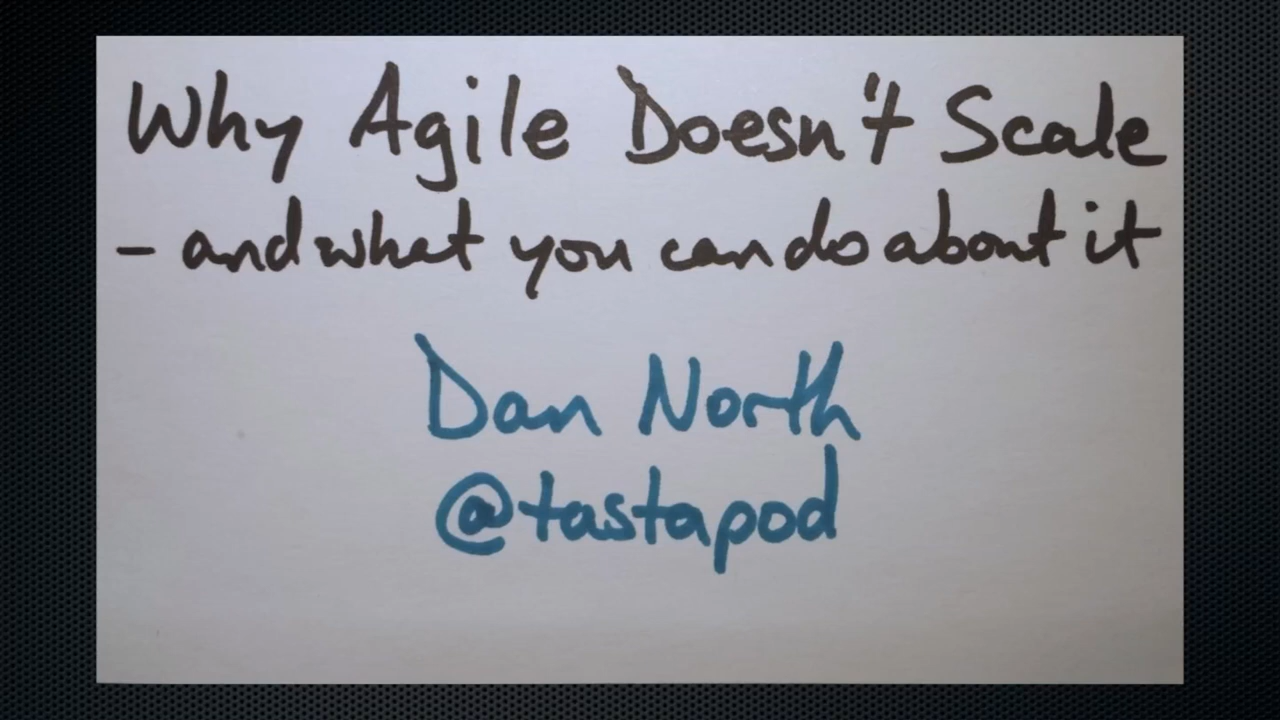 Why Agile Doesn't Scale
- and what you can do about it
Dan North
@tastapod